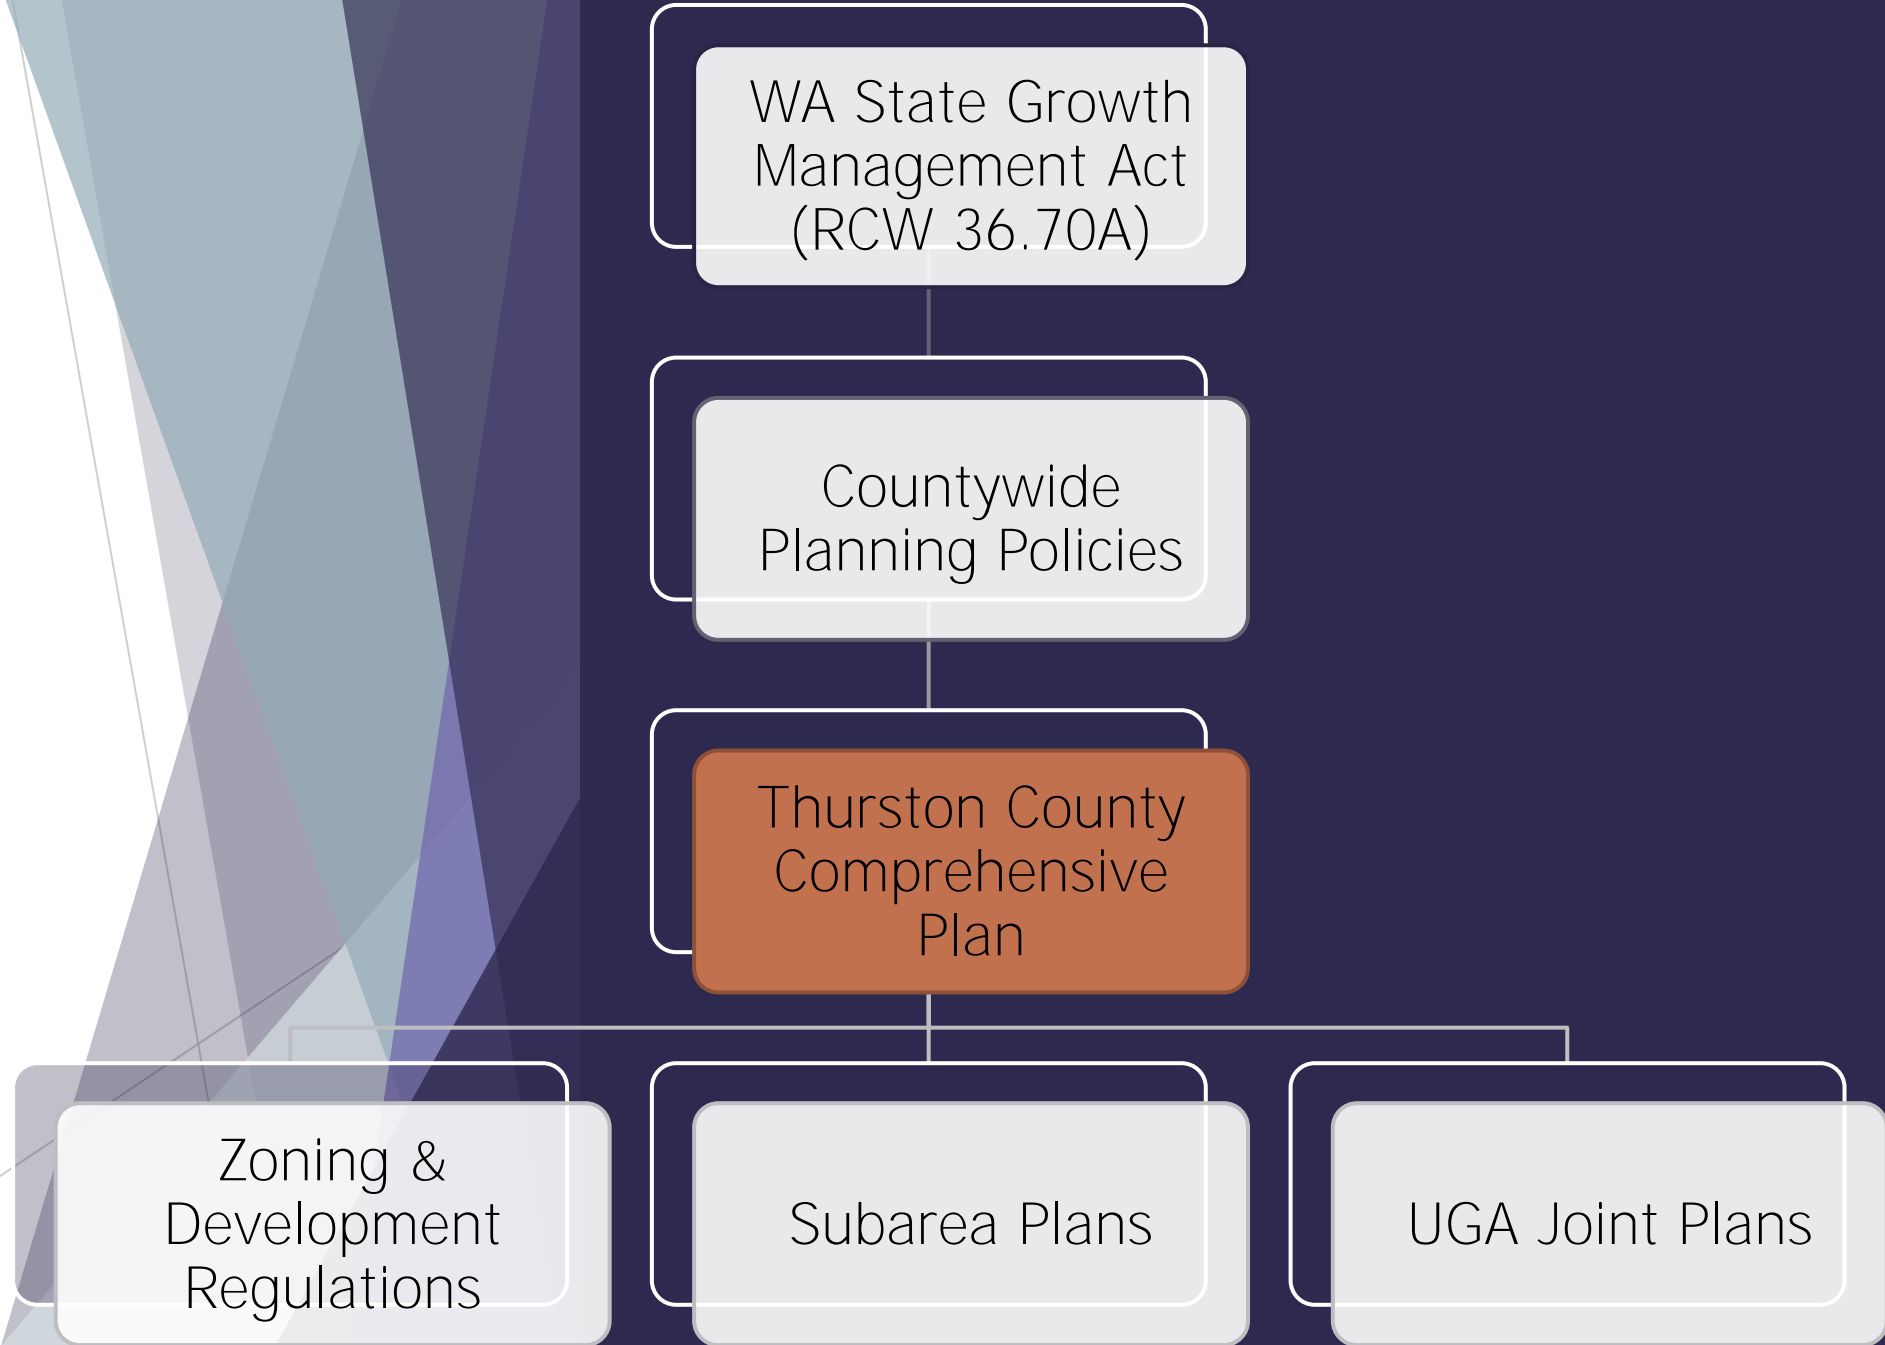 WA State Growth
Management Act
(RCW 36.70A)
Countywide
Planning Policies
Thurston County
Comprehensive
Plan
Zoning &
Development
Regulations
Subarea Plans
UGA Joint Plans